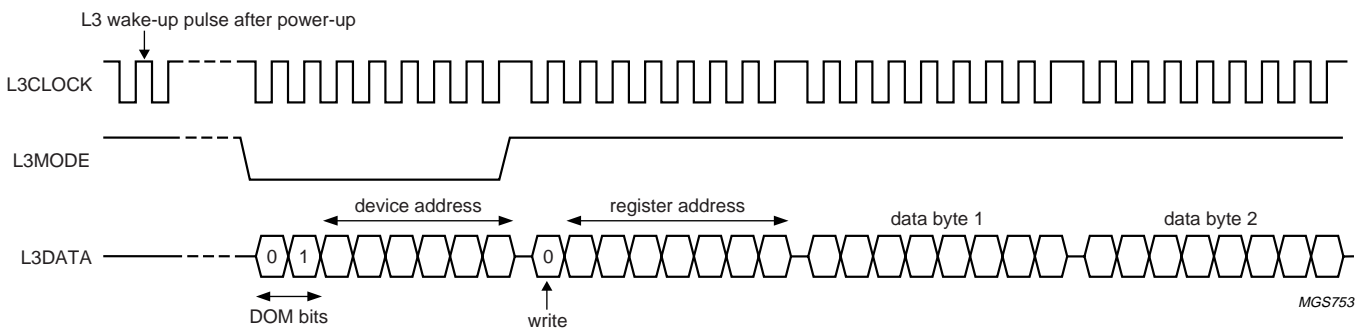 L3 wake-up pulse after power-up
L3CLOCK
L3MODE
device address
register address
data byte 1
data byte 2
L3DATA
0
1
0
DOM bits
write
MGS753